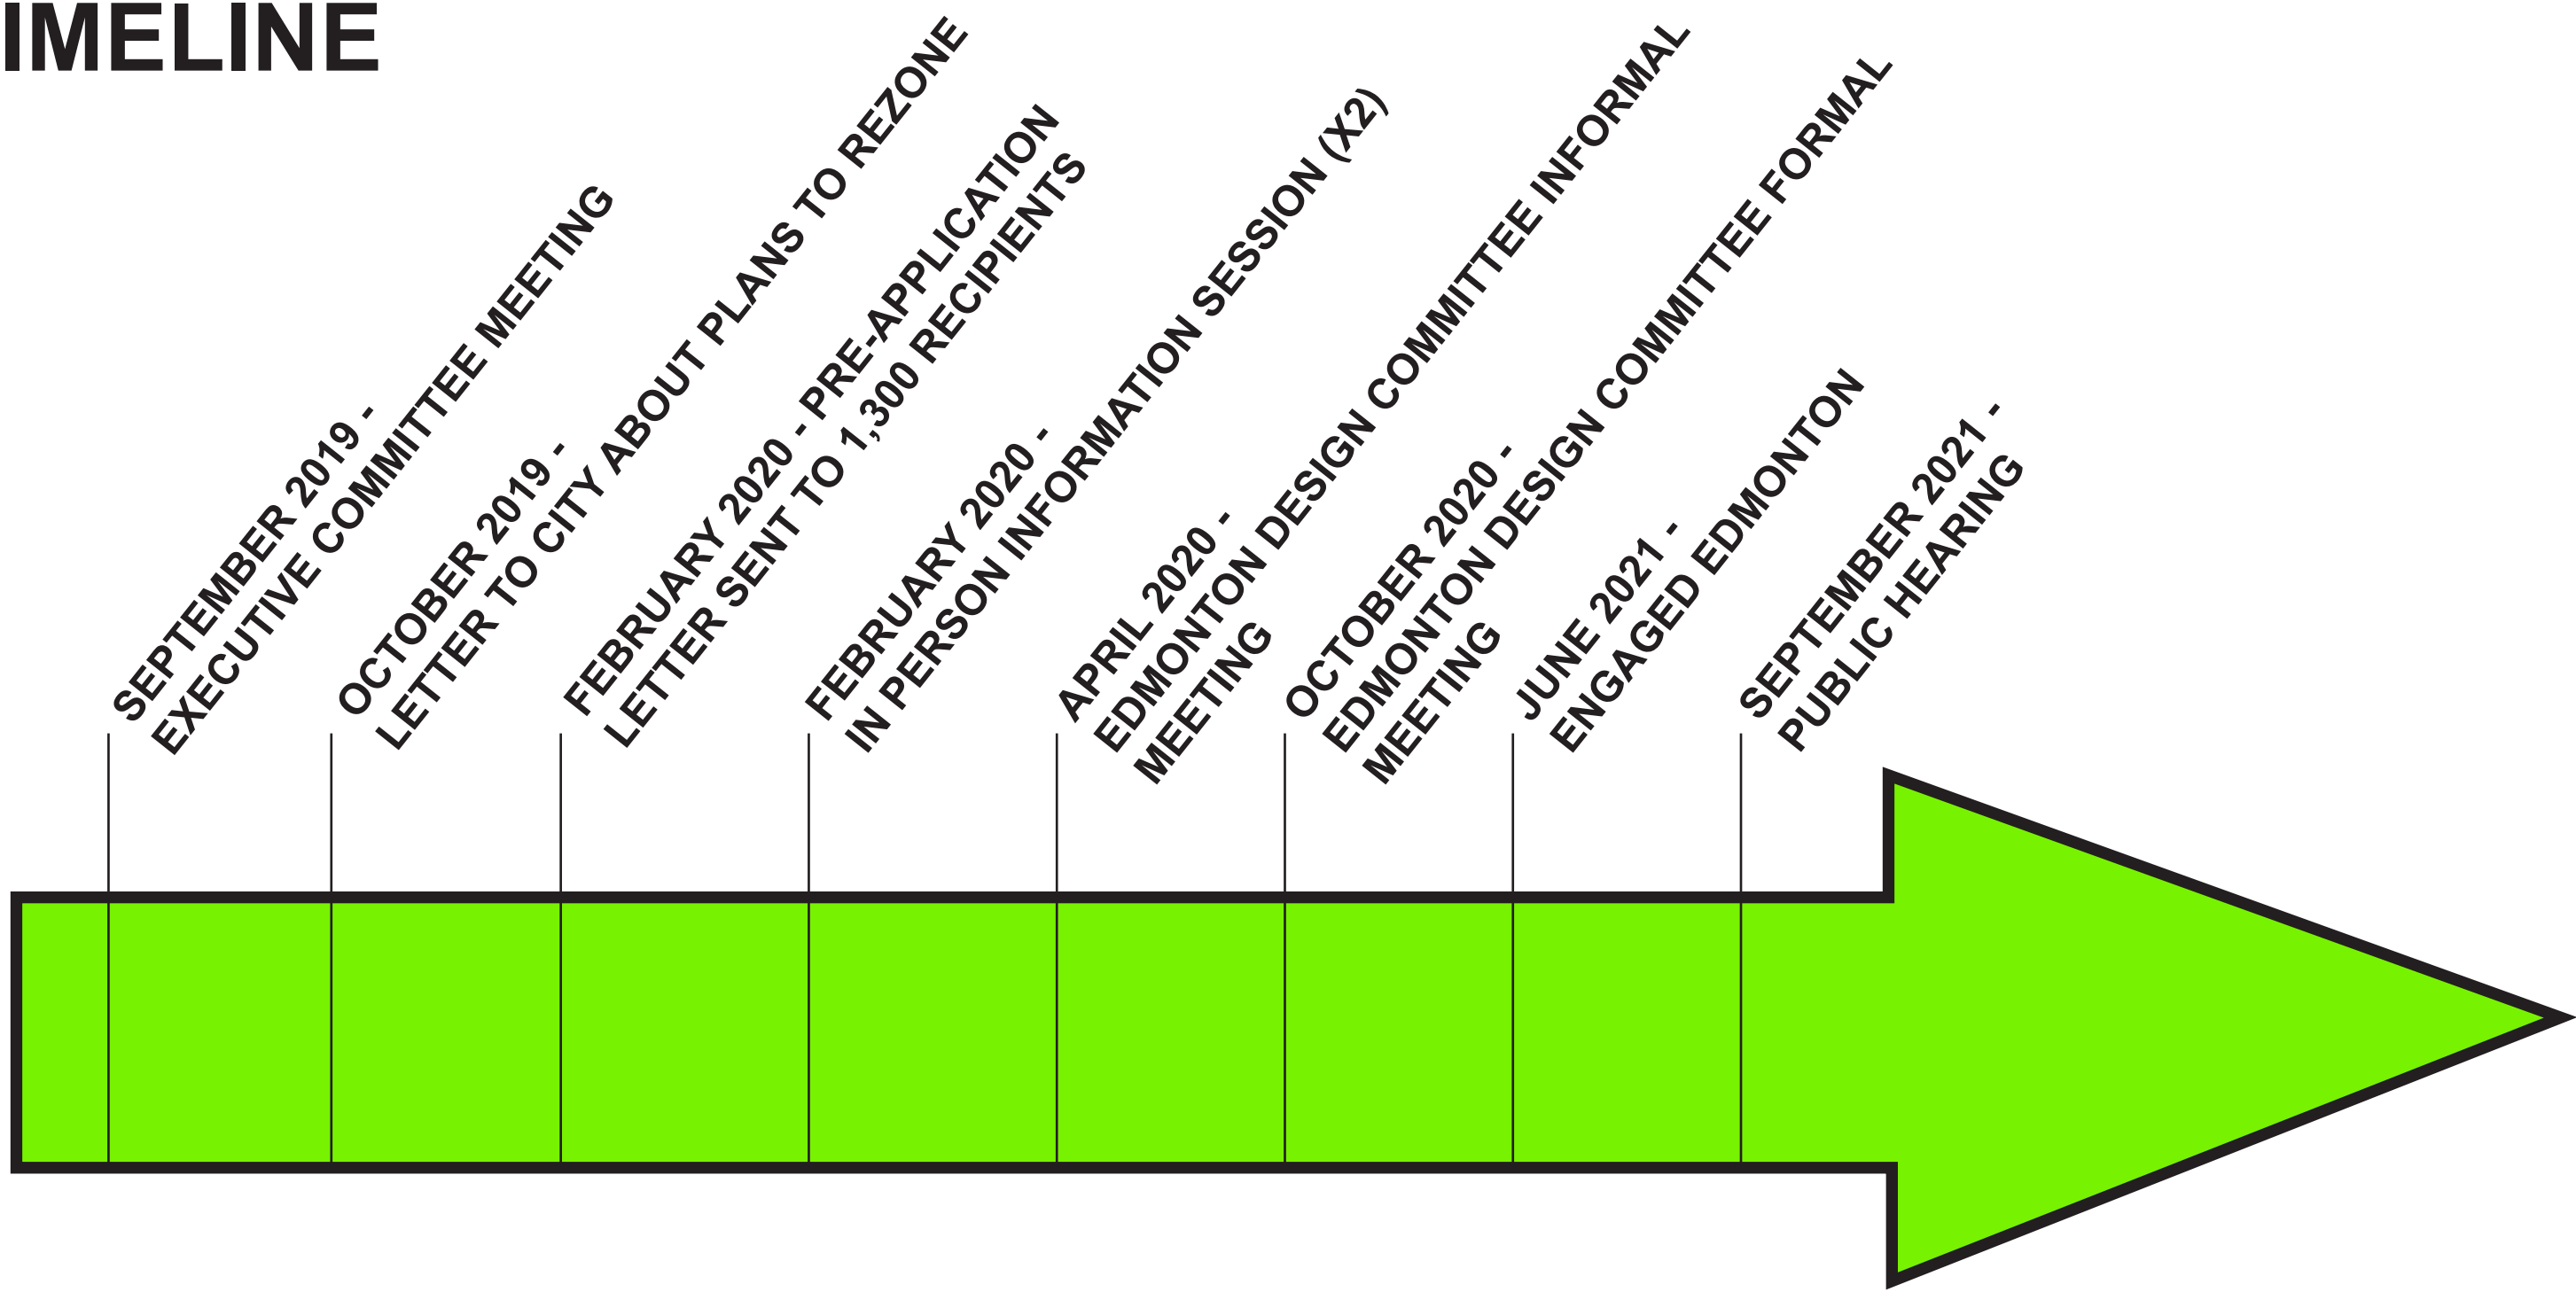 IMELINE
SEPTEMBER 2019 -
EXECUTIVE COMMITTEE MEETING
OCTOBER 2019 -
LETTER TO CITY ABOUT PLANS TO REZONE
FEBRUARY 2020 - PRE-APPLICATION
LETTER SENT TO 1,300 RECIPIENTS
FEBRUARY 2020 -
IN PERSON INFORMATION SESSION (X2)
APRIL 2020 -
EDMONTON DESIGN COMMITTEE INFORMAL
MEETING
OCTOBER 2020 -
EDMONTON DESIGN COMMITTEE FORMAL
MEETING
JUNE 2021 -
ENGAGED EDMONTON
SEPTEMBER 2021 -
PUBLIC HEARING